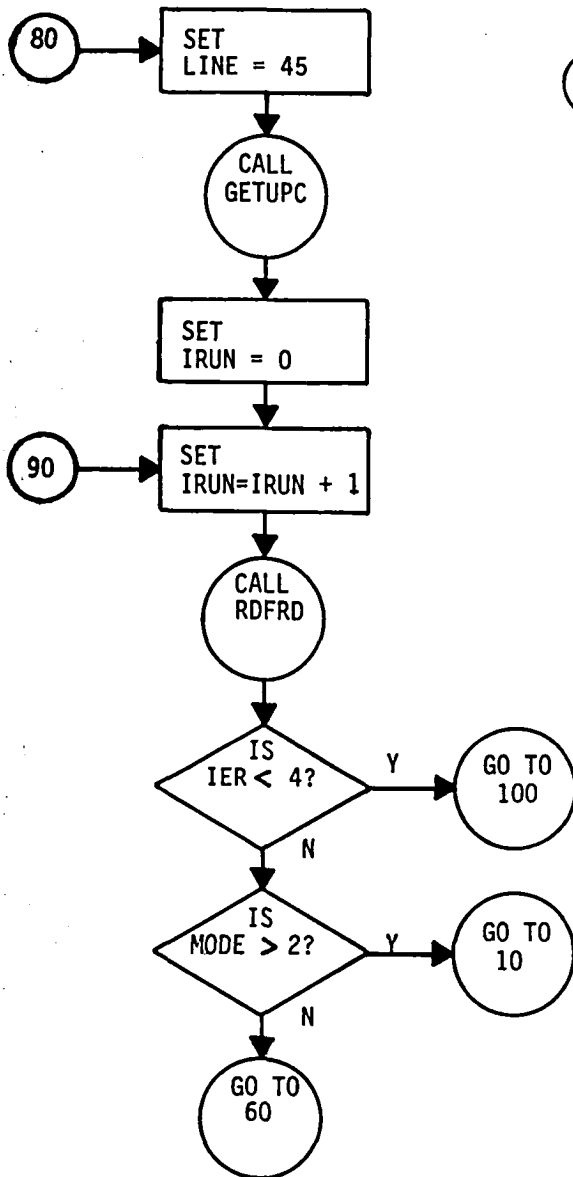 80
SET
LINE = 45
CALL
GETUPC
SET
IRUN = 0
90
SET
IRUN=IRUN + 1
CALL
RDFRD
IS
IER < 4?
Y
GO TO
100
N
IS
MODE > 2?
Y
GO TO
10
N
GO TO
60